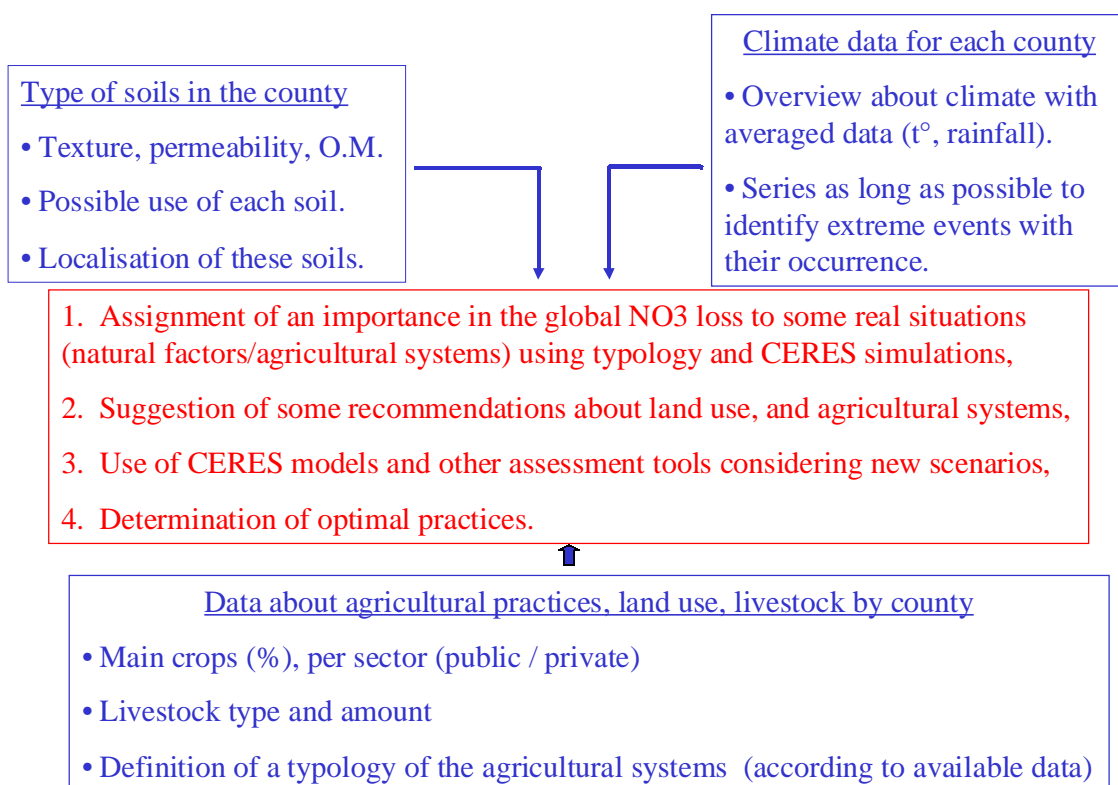 Type of soils in the county
• Texture, permeability, O.M.
• Possible use of each soil.
• Localisation of these soils.
Climate data for each county
• Overview about climate with
averaged data (t°, rainfall).
• Series as long as possible to
identify extreme events with
their occurrence.
1. Assignment of an importance in the global NO3 loss to some real situations
(natural factors/agricultural systems) using typology and CERES simulations,
2. Suggestion of some recommendations about land use, and agricultural systems,
3. Use of CERES models and other assessment tools considering new scenarios,
4. Determination of optimal practices.
Data about agricultural practices, land use, livestock by county
• Main crops (%), per sector (public / private)
• Livestock type and amount
• Definition of a typology of the agricultural systems (according to available data)